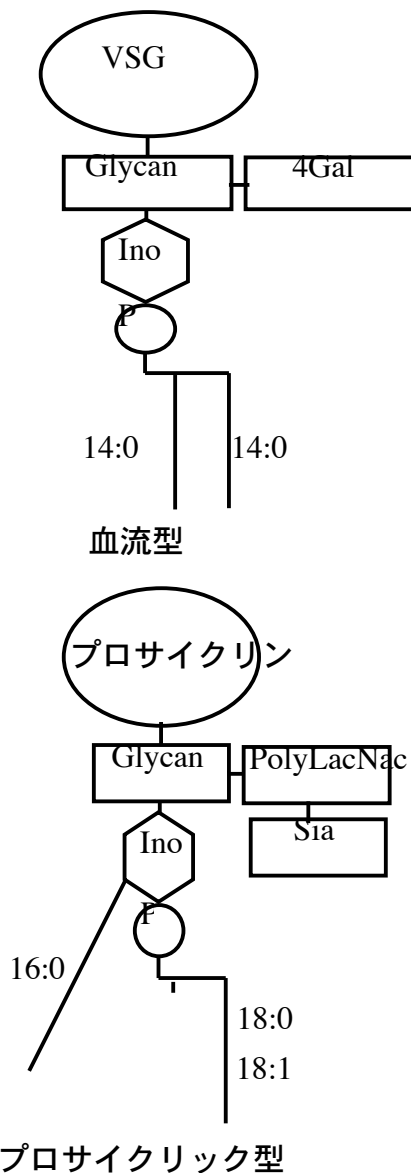 VSG
Glycan
4Gal
Ino
P
14:0
14:0
血流型
プロサイクリン
Glycan
PolyLacNac
Sia
Ino
P
16:0
18:0
18:1
プロサイクリック型